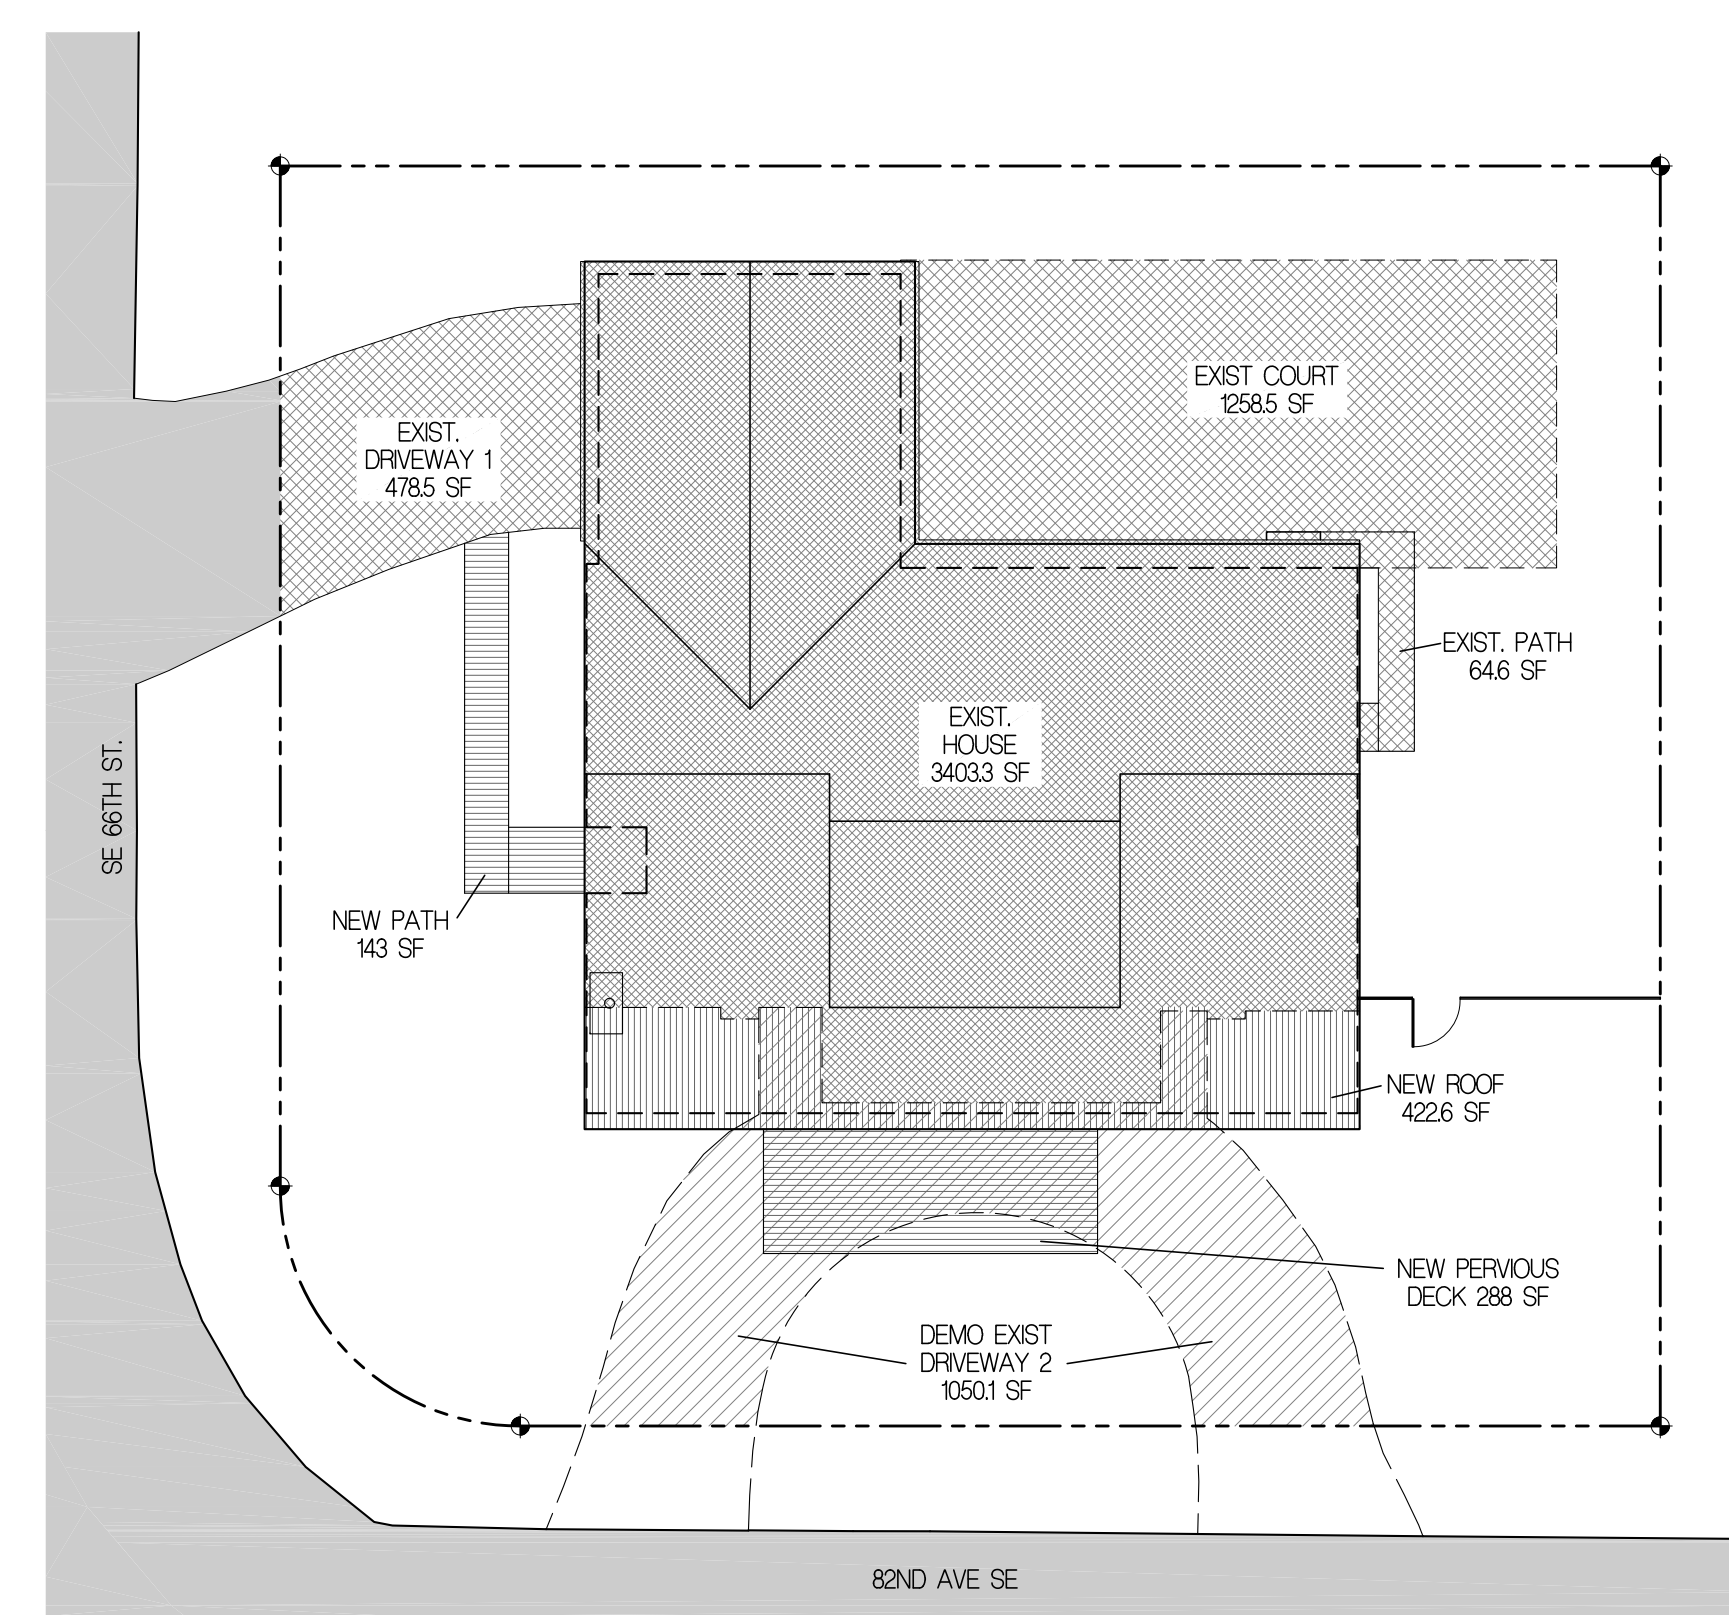 EXIST COURT
1258.5 SF
EXIST.
DRIVEWAY 1
478.5 SF
EXIST. PATH
64.6 SF
EXIST.
HOUSE
3403.3 SF
SE 66TH ST.
NEW PATH
143 SF
NEW ROOF
422.6 SF
NEW PERVIOUS
DECK 288 SF
DEMO EXIST
DRIVEWAY 2
1050.1 SF
82ND AVE SE